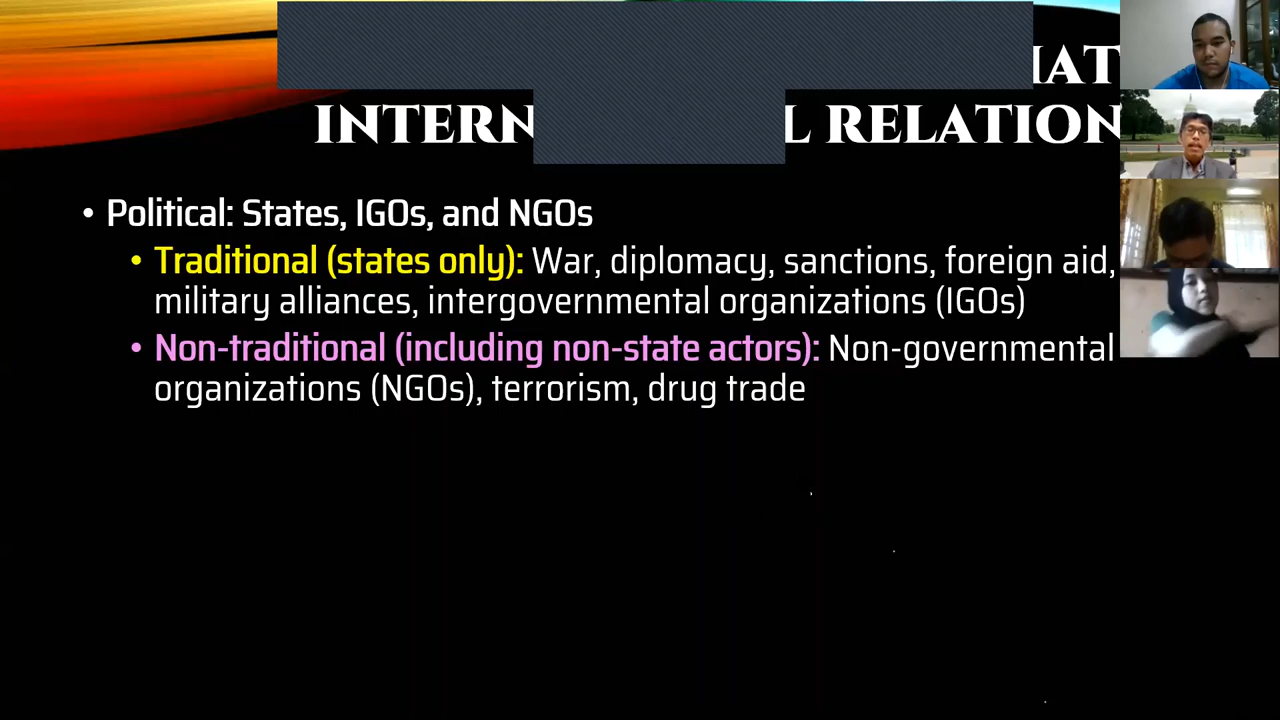 INTERN L RELATION
• Political: States, IGOs, and NGOs
• Traditional (states only): War, diplomacy, sanctions, foreign aid,
military alliances, intergovernmental organizations (IGOs)
• Non-traditional (including non-state actors): Non-governmental
organizations (NGOs), terrorism, drug trade